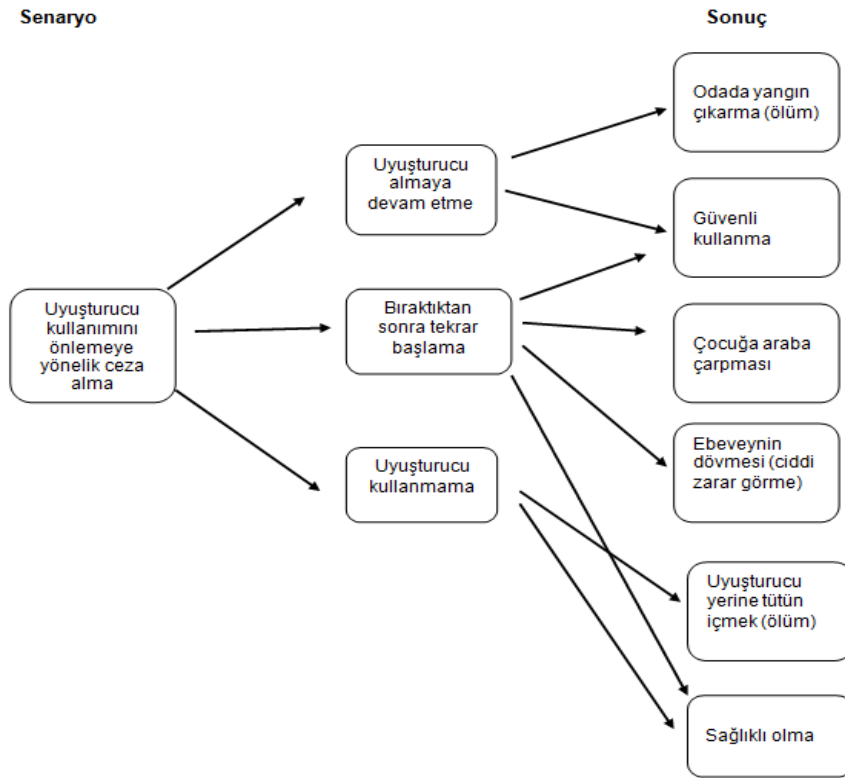 Senaryo
Sonuç
Uyuşturucu
kullanımını
önlemeye
yönelik ceza
alma
Uyuşturucu
almaya
devam etme
Bıraktıktan
sonra tekrar
başlama
Uyuşturucu
kullanmama
Odada yangın
çıkarma (ölüm)
Güvenli
kullanma
Çocuğa araba
çarpması
Ebeveynin
dövmesi (ciddi
zarar görme)
Uyuşturucu
yerine tütün
içmek (ölüm)
Sağlıklı olma